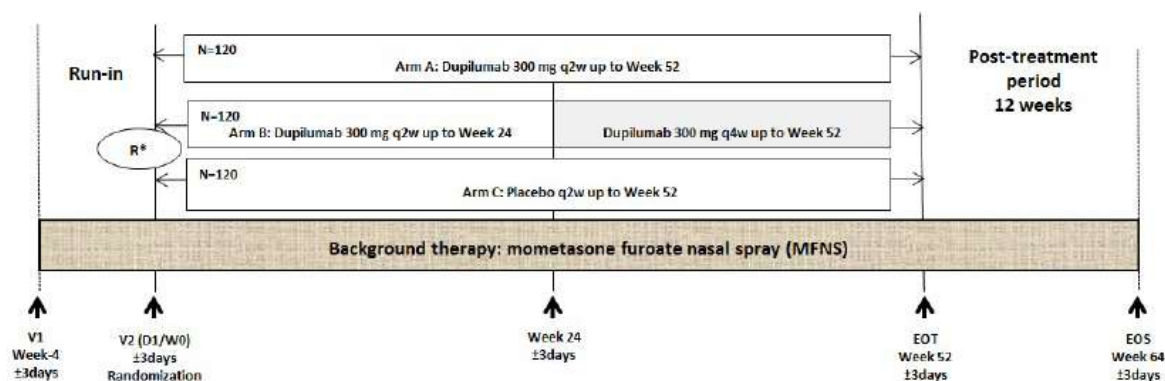 N=120
Arm A: Dupilumab 300 mg q2w up to Week 52
Run-in
Post-treatment
period
12 weeks
N=120
Arm B: Dupilumab 300 mg q2w up to Week 24
Dupilumab 300 mg q4w up to Week 52
R*
N=120
Arm C: Placebo q2w up to Week 52
Background therapy: mometasone furoate nasal spray (MFNS)
V1
Week-4
±3days
V2 (D1/W0)
±3days
Randomization
Week 24
±3days
EOT
Week 52
±3days
EOS
Week 64
±3days